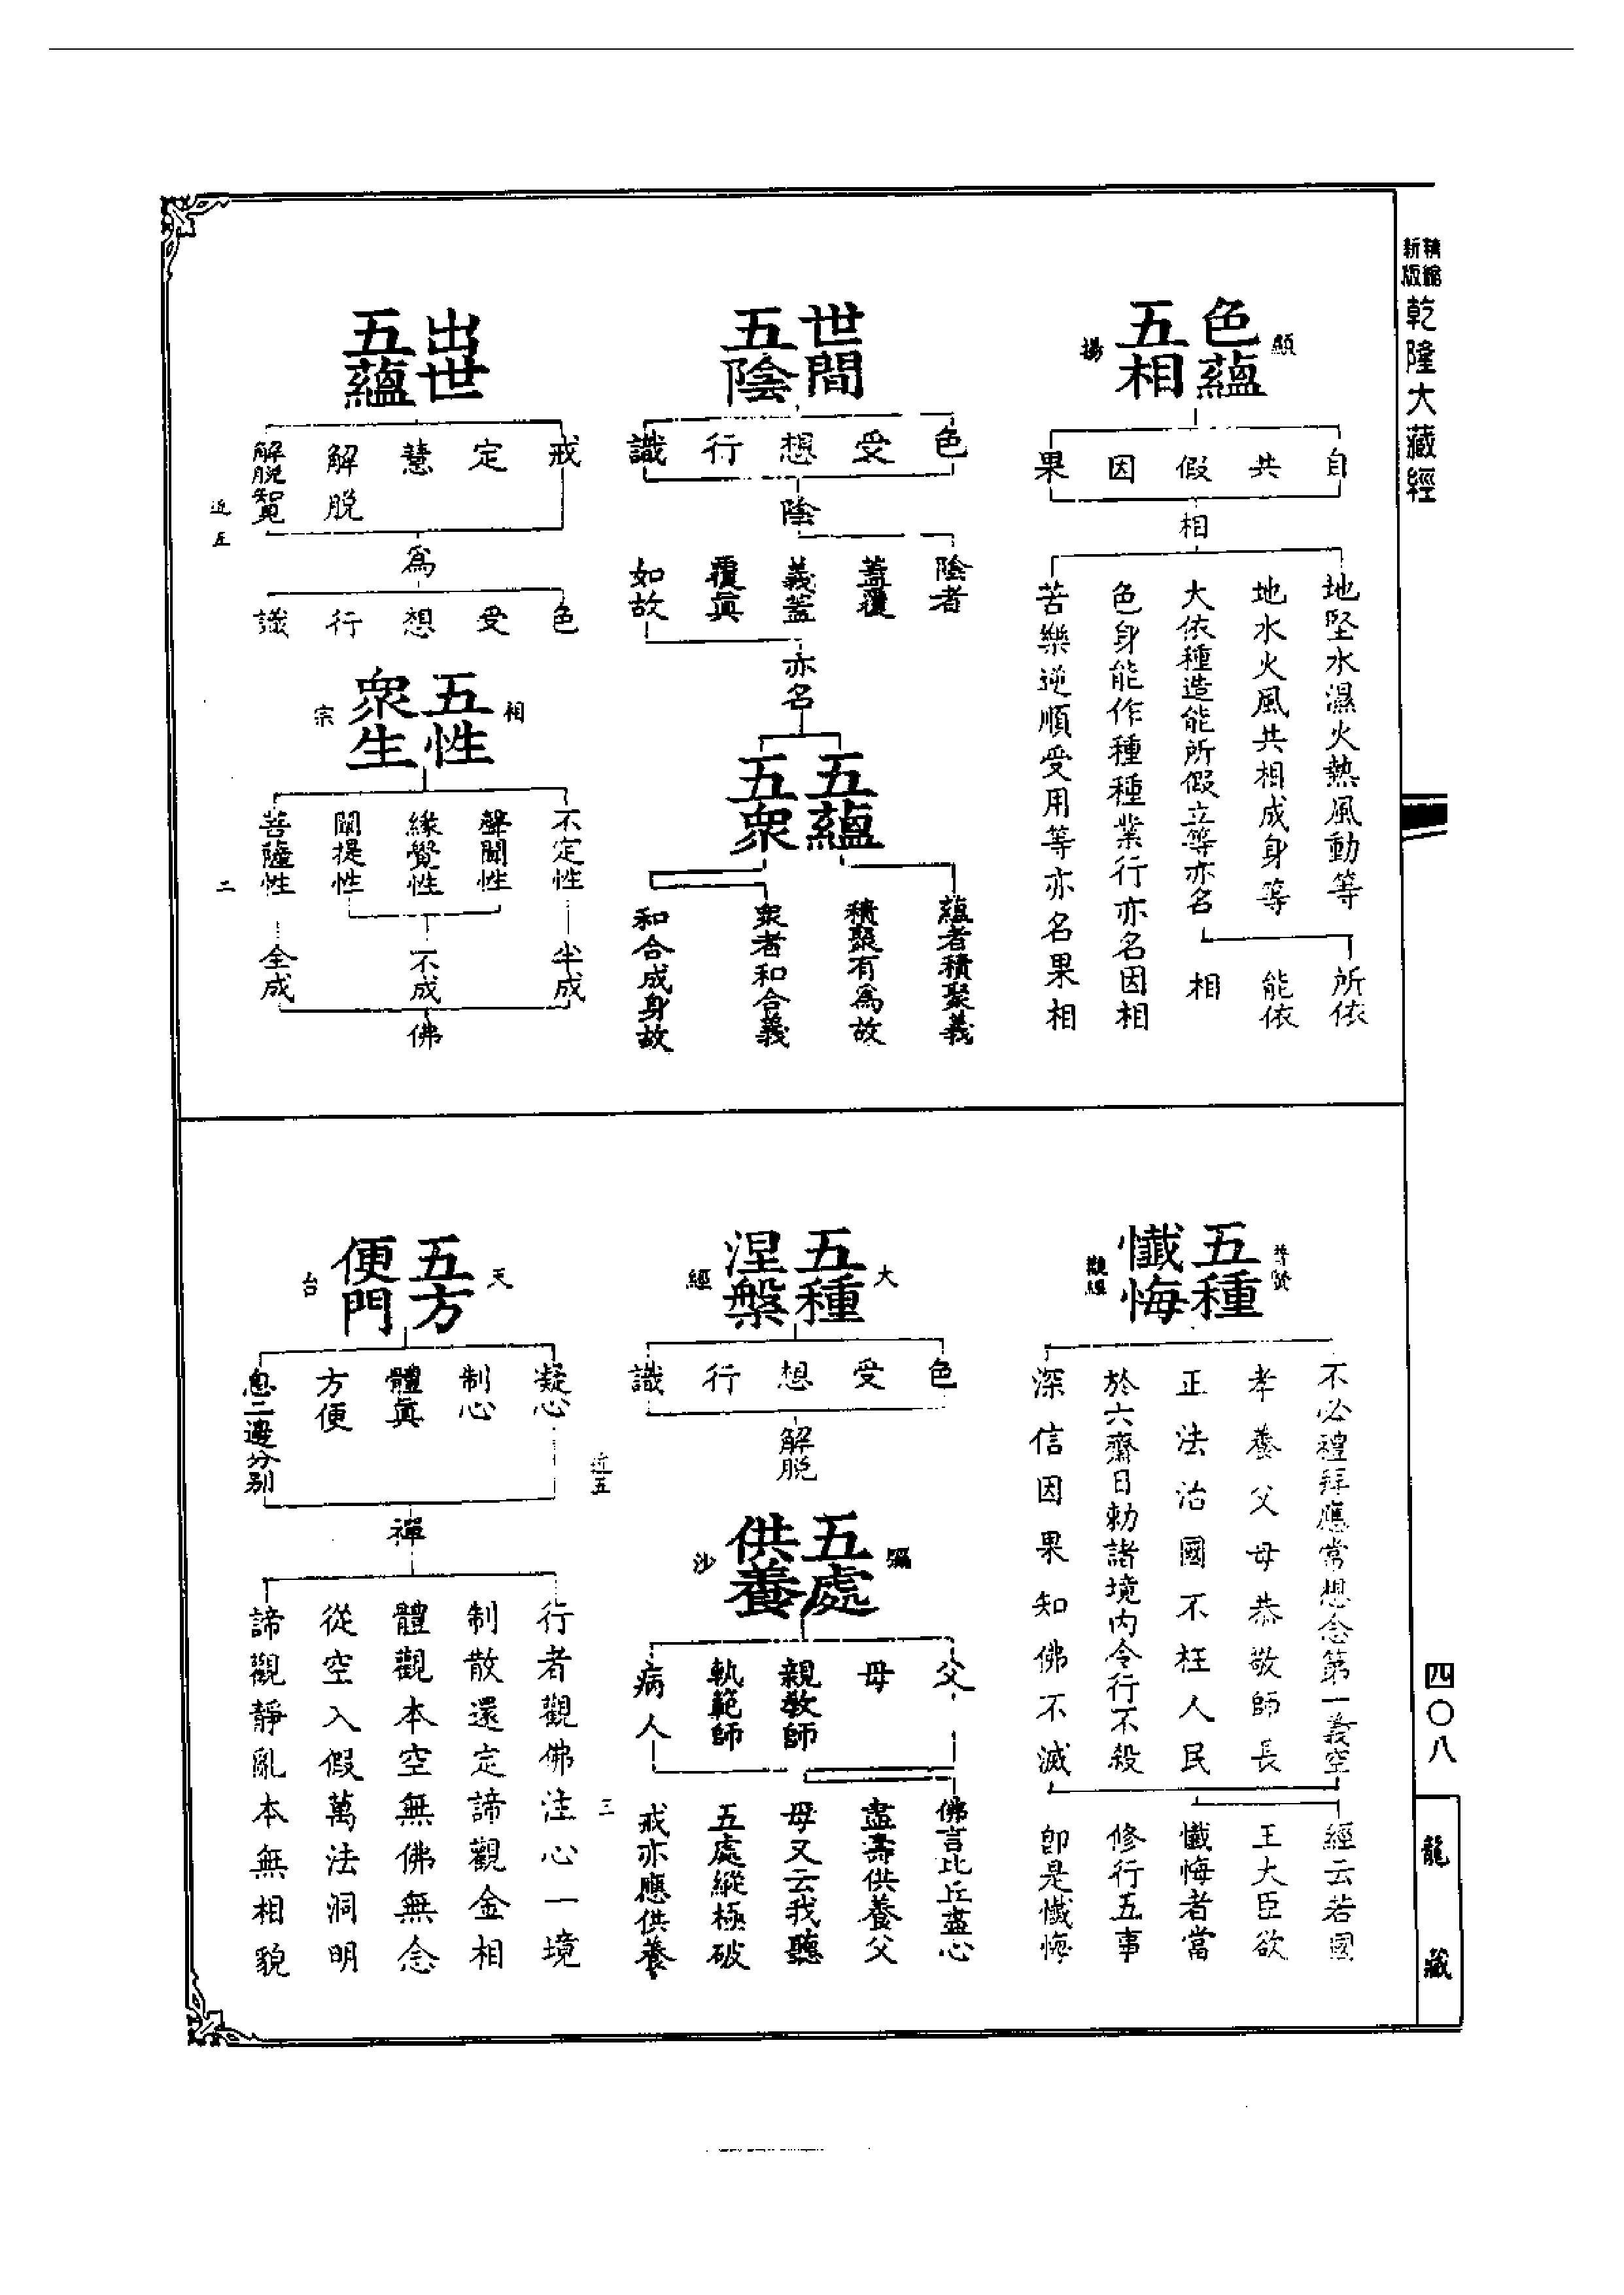 新版
精縮
乾隆大藏經
色蘊
五相
顯
揚
自
共
假
因
果
相
地堅水濕火熱風動等
地水火風共相成身等
大依種造能所假立等亦名
色身能作種種業行亦名因相
苦樂逆順受用等亦名果相
所依
能依
相
世間
五陰
色
受
想
行
識
陰
陰者
蓋覆
義蓋
覆眞
如故
亦名
五蘊
五眾
蘊者積聚義
積聚有為故
眾者和合義
和合成身故
出世
五蘊
戒
定
慧
解脫
解脫智見
近五
為
色
受
想
行
識
五性
眾生
相
宗
不定性
聲聞性
緣覺性
闡提性
菩薩性
二
半成
不成
全成
佛
五種
懺悔
普賢
觀經
不必禮拜應常想念第一義空
孝養父母恭敬師長
正法治國不枉人民
於六齋日勅諸境內令行不殺
深信因果知佛不滅
經云若國
王大臣欲
懺悔者當
修行五事
即是懺悔
五種
涅槃
大
經
色
受
想
行
識
解脫
五處
供養
彌
沙
父
母
親教師
軌範師
病人
佛言比丘盡心
盡壽供養父
母又云我聽
五處縱極破
戒亦應供養
五方
便門
天
台
凝心
制心
體眞
方便
息二邊分別
近五
禪
行者觀佛注心一境
制散還定諦觀金相
體觀本空無佛無念
從空入假萬法洞明
諦觀靜亂本無相貌
三
四〇八
龍藏